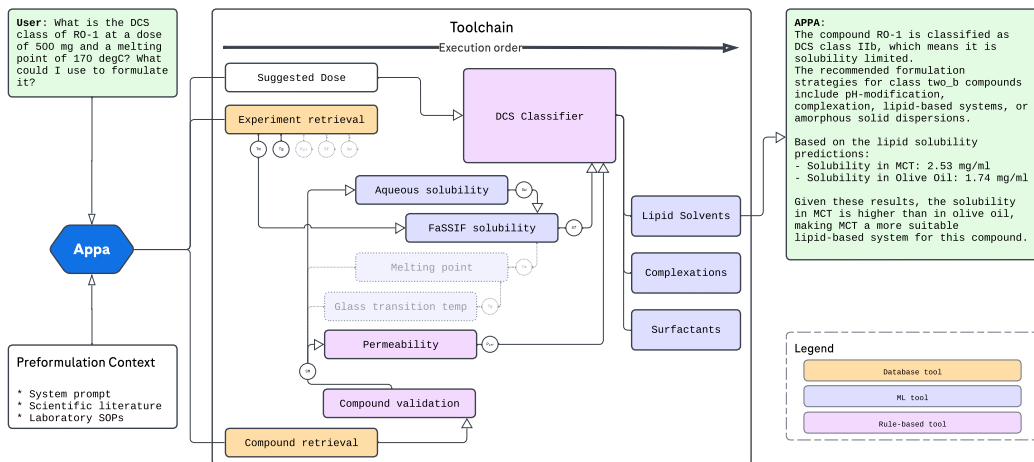 User: What is the DCS
class of RO-1 at a dose
of 500 mg and a melting
point of 170 degC? What
could I use to formulate
it?
Appa
Preformulation Context
* System prompt
* Scientific literature
* Laboratory SOPs
Toolchain
Execution order
Suggested Dose
Experiment retrieval
Tm
Tg
DCS Classifier
Aqueous solubility
FaSSIF solubility
Melting point
Glass transition temp
Permeability
Compound validation
Compound retrieval
Lipid Solvents
Complexations
Surfactants
APPA:
The compound RO-1 is classified as
DCS class IIb, which means it is
solubility limited.
The recommended formulation
strategies for class two_b compounds
include pH-modification,
complexation, lipid-based systems, or
amorphous solid dispersions.
Based on the lipid solubility
predictions:
- Solubility in MCT: 2.53 mg/ml
- Solubility in Olive Oil: 1.74 mg/ml
Given these results, the solubility
in MCT is higher than in olive oil,
making MCT a more suitable
lipid-based system for this compound.
Legend
Database tool
ML tool
Rule-based tool